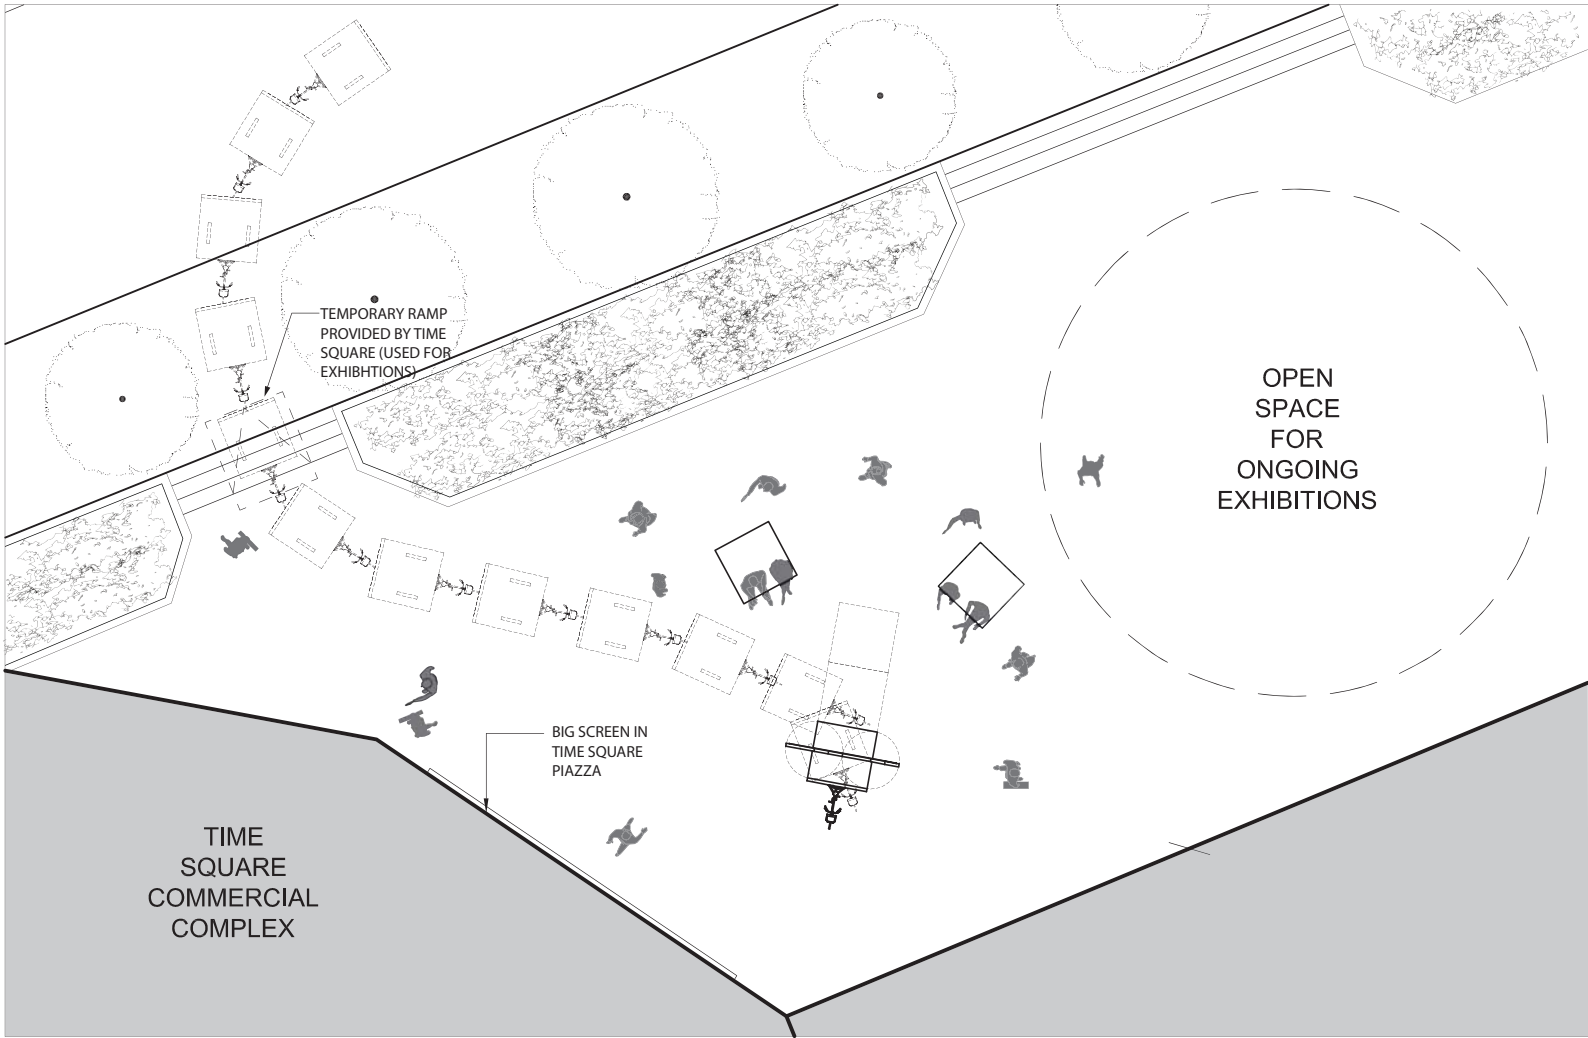 TEMPORARY RAMP
PROVIDED BY TIME
SQUARE (USED FOR
EXHIBHTIONS)
OPEN
SPACE
FOR
ONGOING
EXHIBITIONS
BIG SCREEN IN
TIME SQUARE
PIAZZA
TIME
SQUARE
COMMERCIAL
COMPLEX